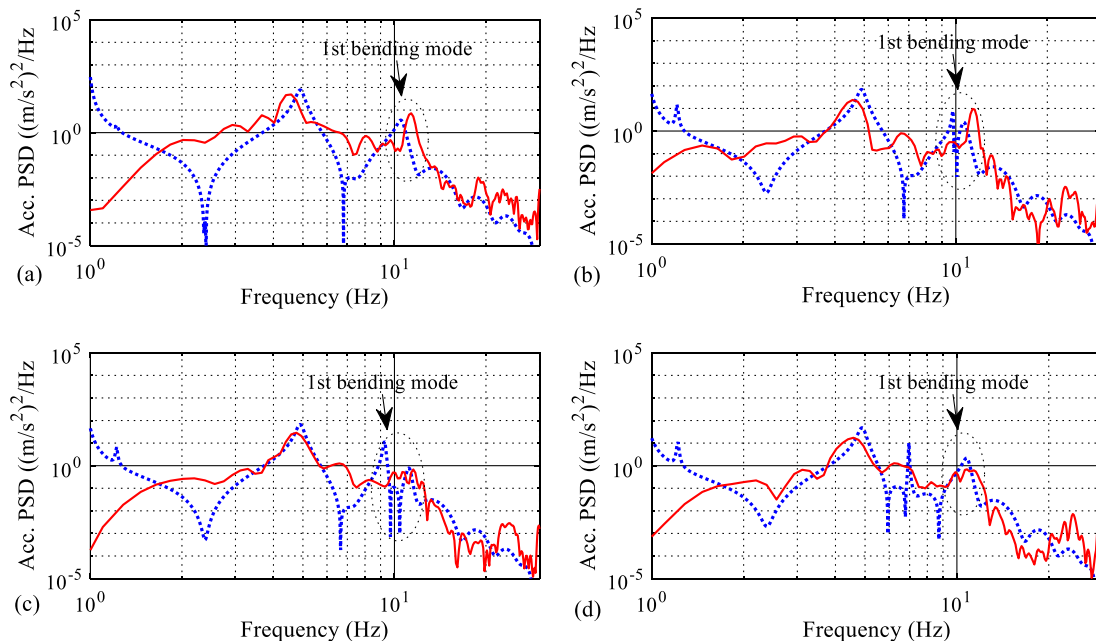 10^5
1st bending mode
10^0
10^-5
10^0
10^1
Acc. PSD ((m/s^2)^2/Hz
Frequency (Hz)
(a)
10^5
1st bending mode
10^0
10^-5
10^0
10^1
Acc. PSD ((m/s^2)^2/Hz
Frequency (Hz)
(b)
10^5
1st bending mode
10^0
10^-5
10^0
10^1
Acc. PSD ((m/s^2)^2/Hz
Frequency (Hz)
(c)
10^5
1st bending mode
10^0
10^-5
10^0
10^1
Acc. PSD ((m/s^2)^2/Hz
Frequency (Hz)
(d)